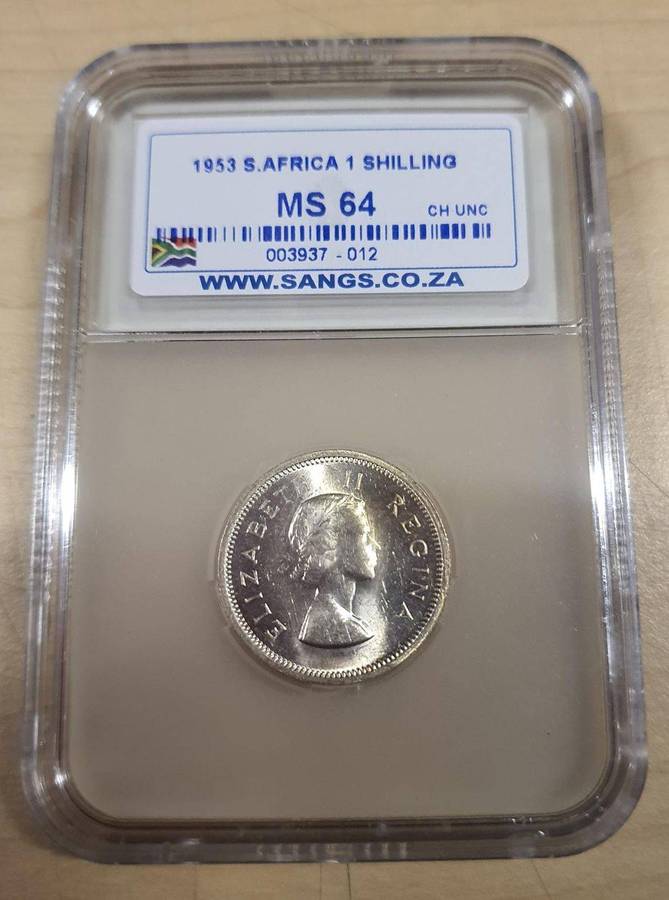 1953 S.AFRICA 1 SHILLING
MS 64 CH UNC
003937 - 012
WWW.SANGS.CO.ZA
ELIZABETH II REGINA